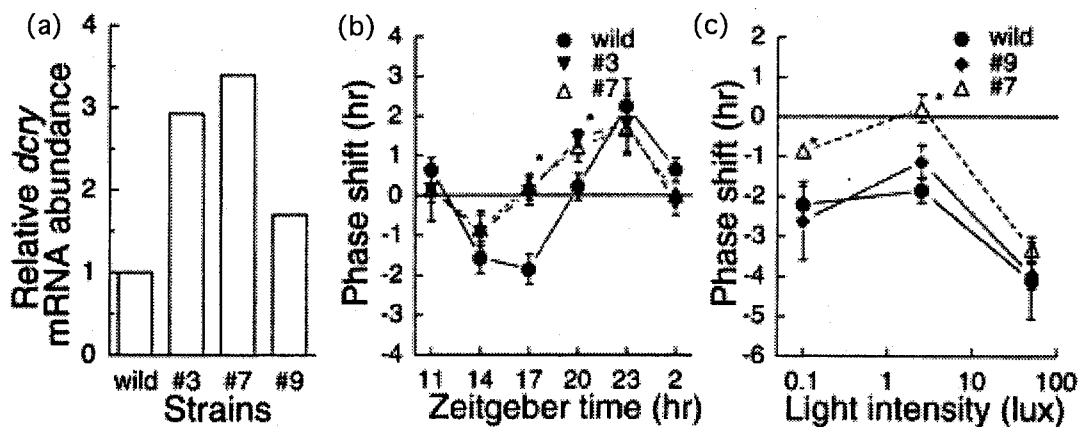 (a)
Relative dcry
mRNA abundance
4
3
2
1
0
wild #3 #7 #9
Strains
(b)
Phase shift (hr)
4
3
2
1
0
-1
-2
-3
-4
wild
#3
#7
*
*
11 14 17 20 23 2
Zeitgeber time (hr)
(c)
Phase shift (hr)
2
1
0
-1
-2
-3
-4
-5
-6
wild
#9
#7
*
*
0.1 1 10 100
Light intensity (lux)